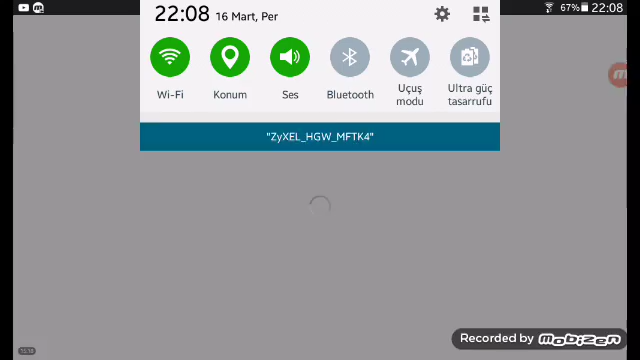 67% 22:08
22:08 16 Mart, Per
Wi-Fi Konum Ses Bluetooth Uçuş modu Ultra güç tasarrufu
"ZyXEL_HGW_MFTK4"
Recorded by mobizen